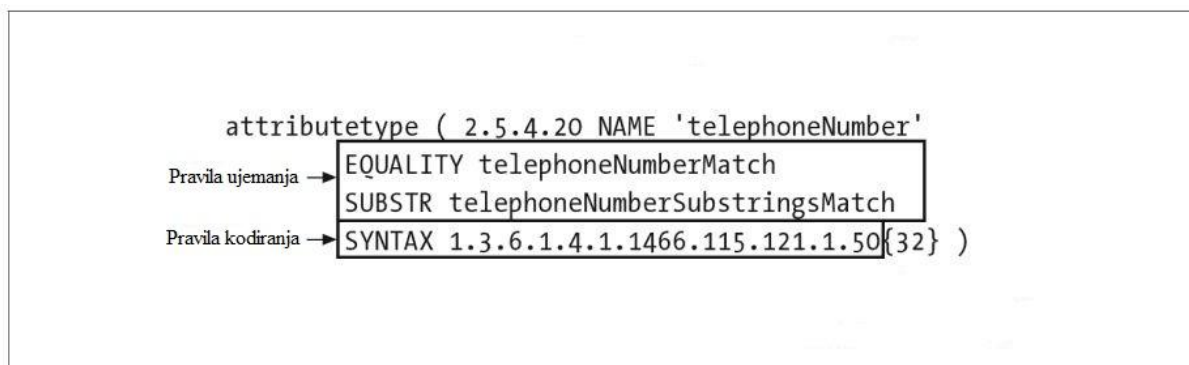 attributetype ( 2.5.4.20 NAME 'telephoneNumber'
Pravila ujemanja
EQUALITY telephoneNumberMatch
SUBSTR telephoneNumberSubstringsMatch
Pravila kodiranja
SYNTAX 1.3.6.1.4.1.1466.115.121.1.50{32} )